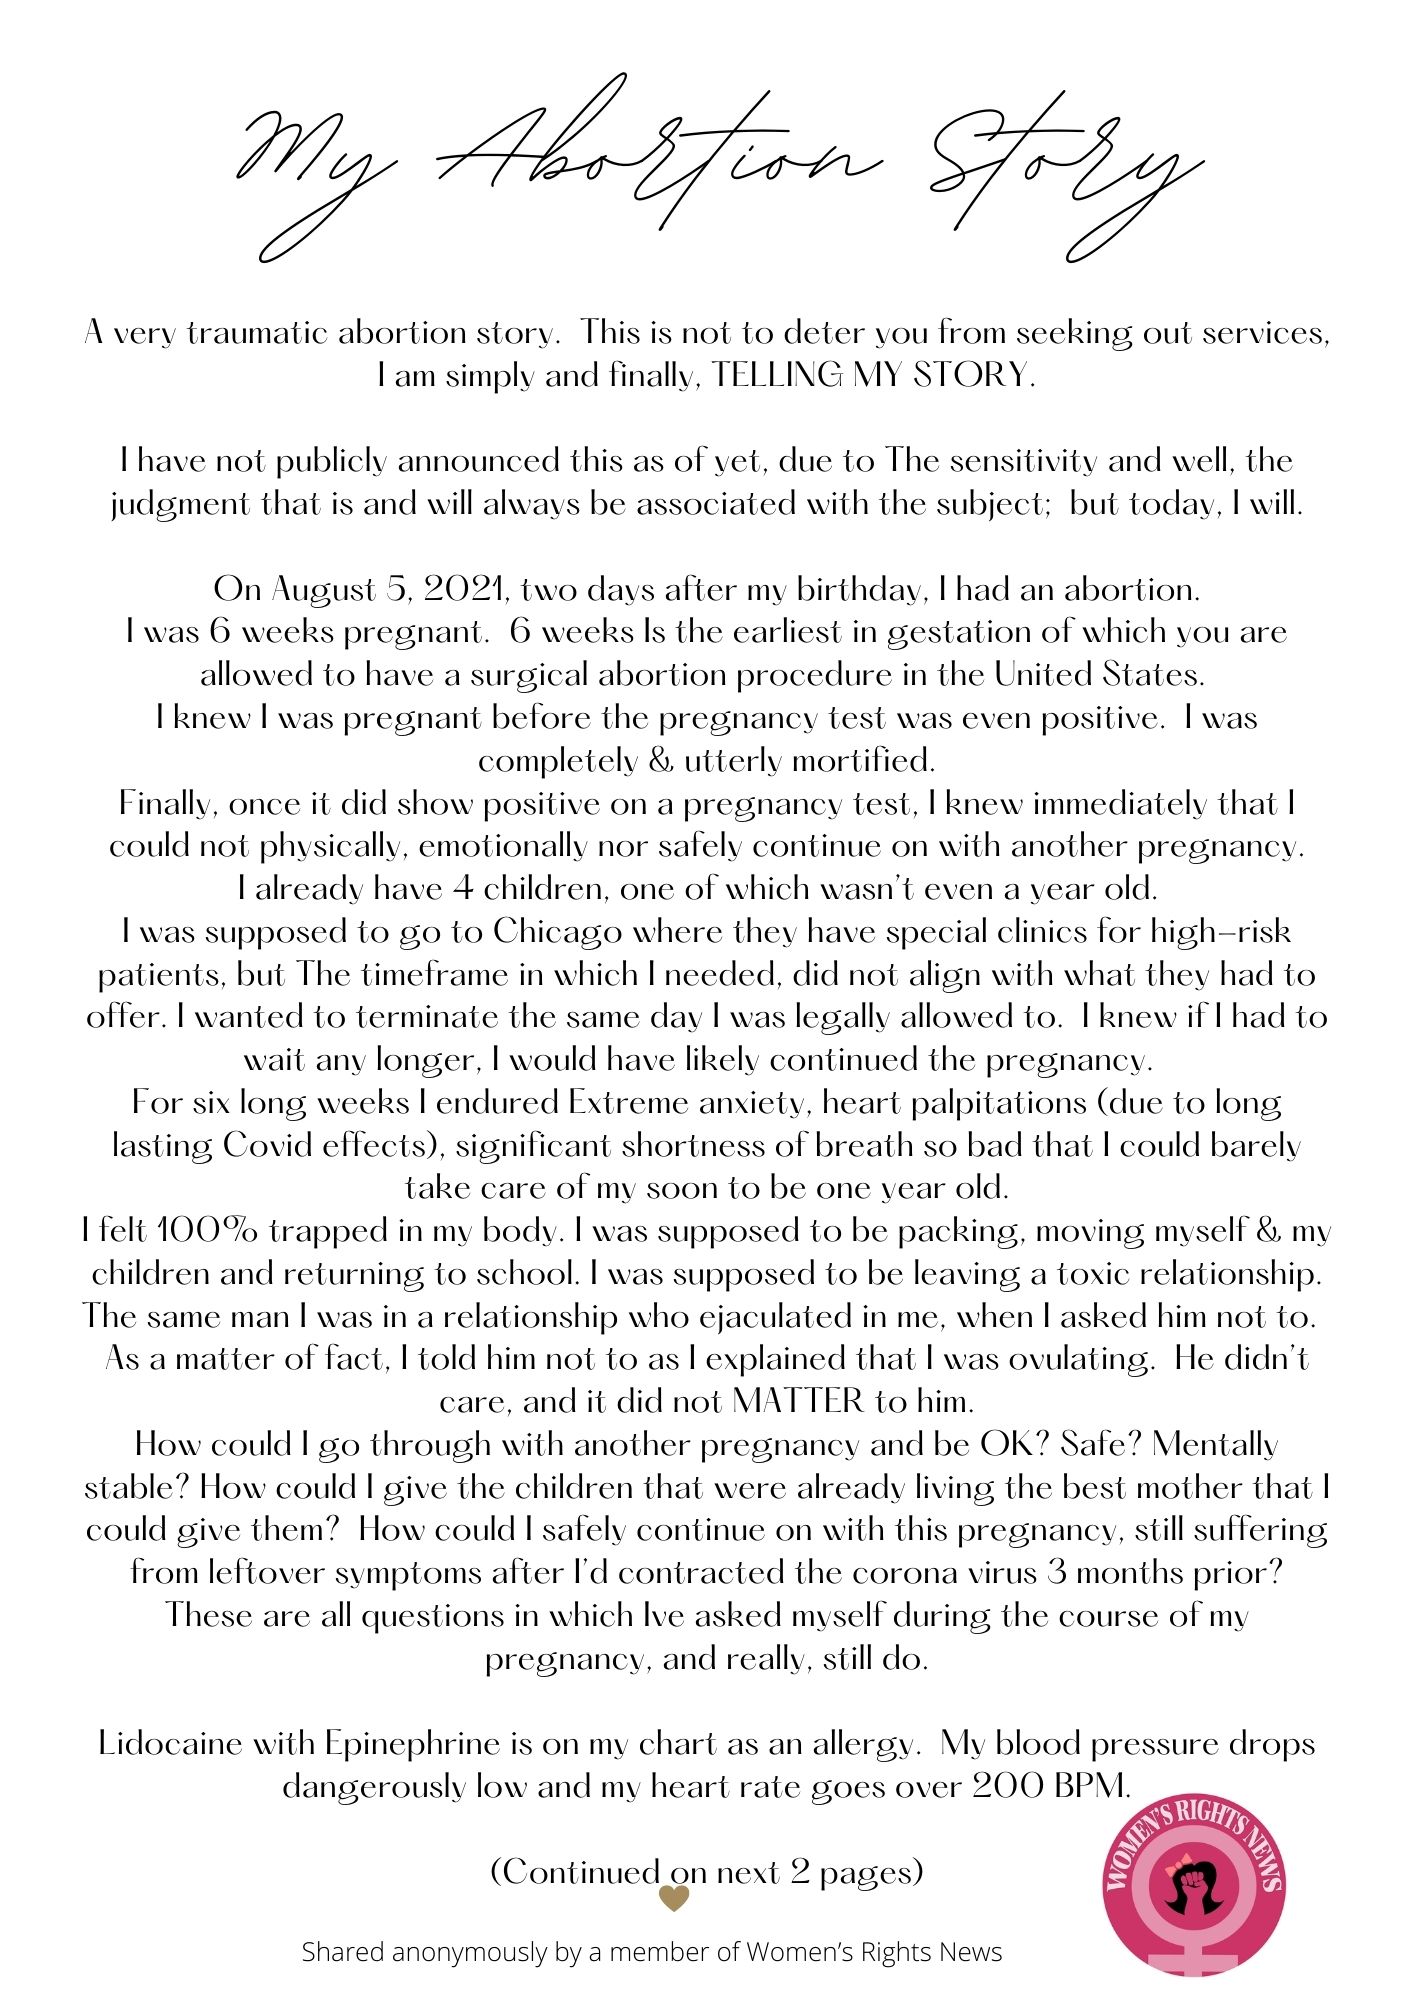 My Abortion Story
A very traumatic abortion story.  This is not to deter you from seeking out services,
I am simply and finally, TELLING MY STORY.
I have not publicly announced this as of yet, due to The sensitivity and well, the
judgment that is and will always be associated with the subject;  but today, I will.
On August 5, 2021, two days after my birthday, I had an abortion.
I was 6 weeks pregnant.  6 weeks Is the earliest in gestation of which you are
allowed to have a surgical abortion procedure in the United States.
I knew I was pregnant before the pregnancy test was even positive.  I was
completely & utterly mortified.
Finally, once it did show positive on a pregnancy test, I knew immediately that I
could not physically, emotionally nor safely continue on with another pregnancy.
I already have 4 children, one of which wasn't even a year old.
I was supposed to go to Chicago where they have special clinics for high-risk
patients, but The timeframe in which I needed, did not align with what they had to
offer. I wanted to terminate the same day I was legally allowed to.  I knew if I had to
wait any longer, I would have likely continued the pregnancy.
For six long weeks I endured Extreme anxiety, heart palpitations (due to long
lasting Covid effects), significant shortness of breath so bad that I could barely
take care of my soon to be one year old.
I felt 100% trapped in my body. I was supposed to be packing, moving myself & my
children and returning to school. I was supposed to be leaving a toxic relationship.
The same man I was in a relationship who ejaculated in me, when I asked him not to.
As a matter of fact, I told him not to as I explained that I was ovulating.  He didn't
care, and it did not MATTER to him.
How could I go through with another pregnancy and be OK? Safe? Mentally
stable? How could I give the children that were already living the best mother that I
could give them?  How could I safely continue on with this pregnancy, still suffering
from leftover symptoms after I'd contracted the corona virus 3 months prior?
These are all questions in which Ive asked myself during the course of my
pregnancy, and really, still do.
Lidocaine with Epinephrine is on my chart as an allergy.  My blood pressure drops
dangerously low and my heart rate goes over 200 BPM.
WOMEN'S RIGHTS NEWS
(Continued on next 2 pages)
Shared anonymously by a member of Women's Rights News